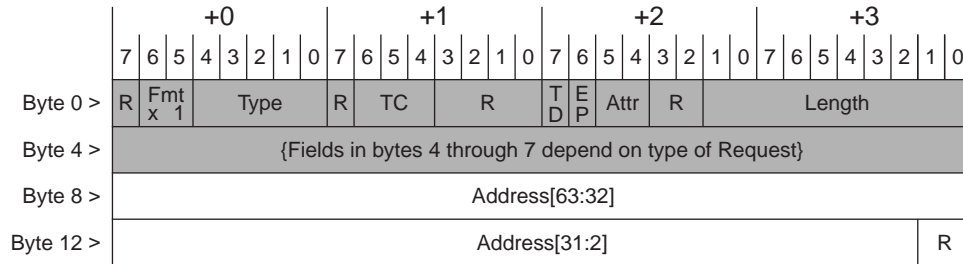 +0 +1 +2 +3
7 6 5 4 3 2 1 0 7 6 5 4 3 2 1 0 7 6 5 4 3 2 1 0 7 6 5 4 3 2 1 0
Byte 0 > R Fmt x 1 Type R TC R TD EP Attr R Length
Byte 4 > {Fields in bytes 4 through 7 depend on type of Request}
Byte 8 > Address[63:32]
Byte 12 > Address[31:2] R